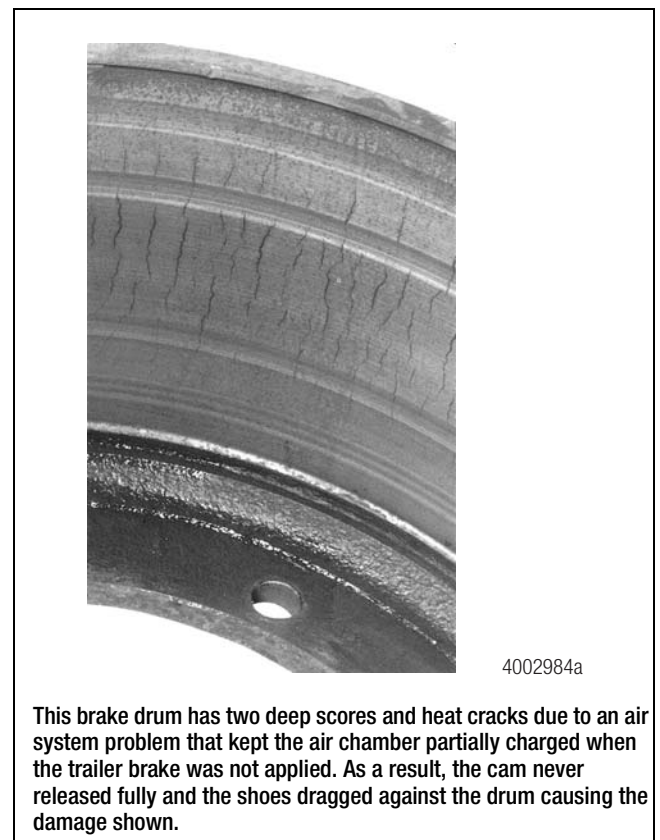 4002984a
This brake drum has two deep scores and heat cracks due to an air
system problem that kept the air chamber partially charged when
the trailer brake was not applied. As a result, the cam never
released fully and the shoes dragged against the drum causing the
damage shown.